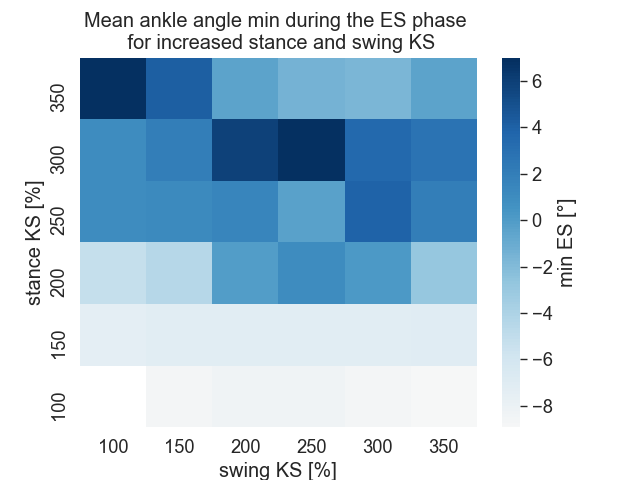 Mean ankle angle min during the ES phase
for increased stance and swing KS
350
300
250
200
150
100
stance KS [%]
100 150 200 250 300 350
swing KS [%]
6
4
2
0
−2
−4
−6
−8
min ES [°]